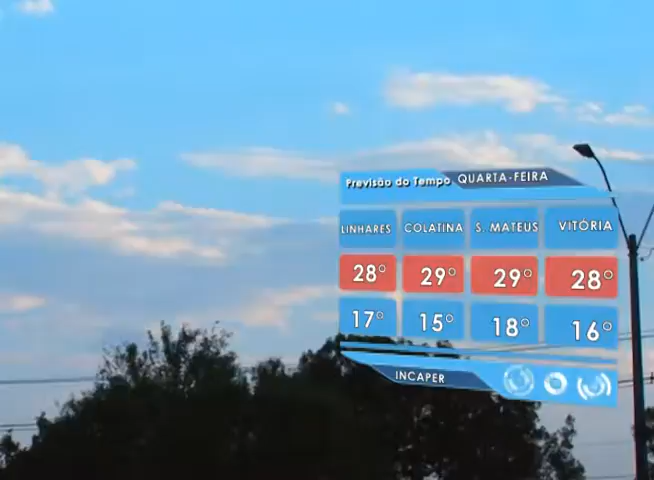 Previsão do Tempo QUARTA-FEIRA
LINHARES COLATINA S. MATEUS VITÓRIA
28° 29° 29° 28°
17° 15° 18° 16°
INCAPER